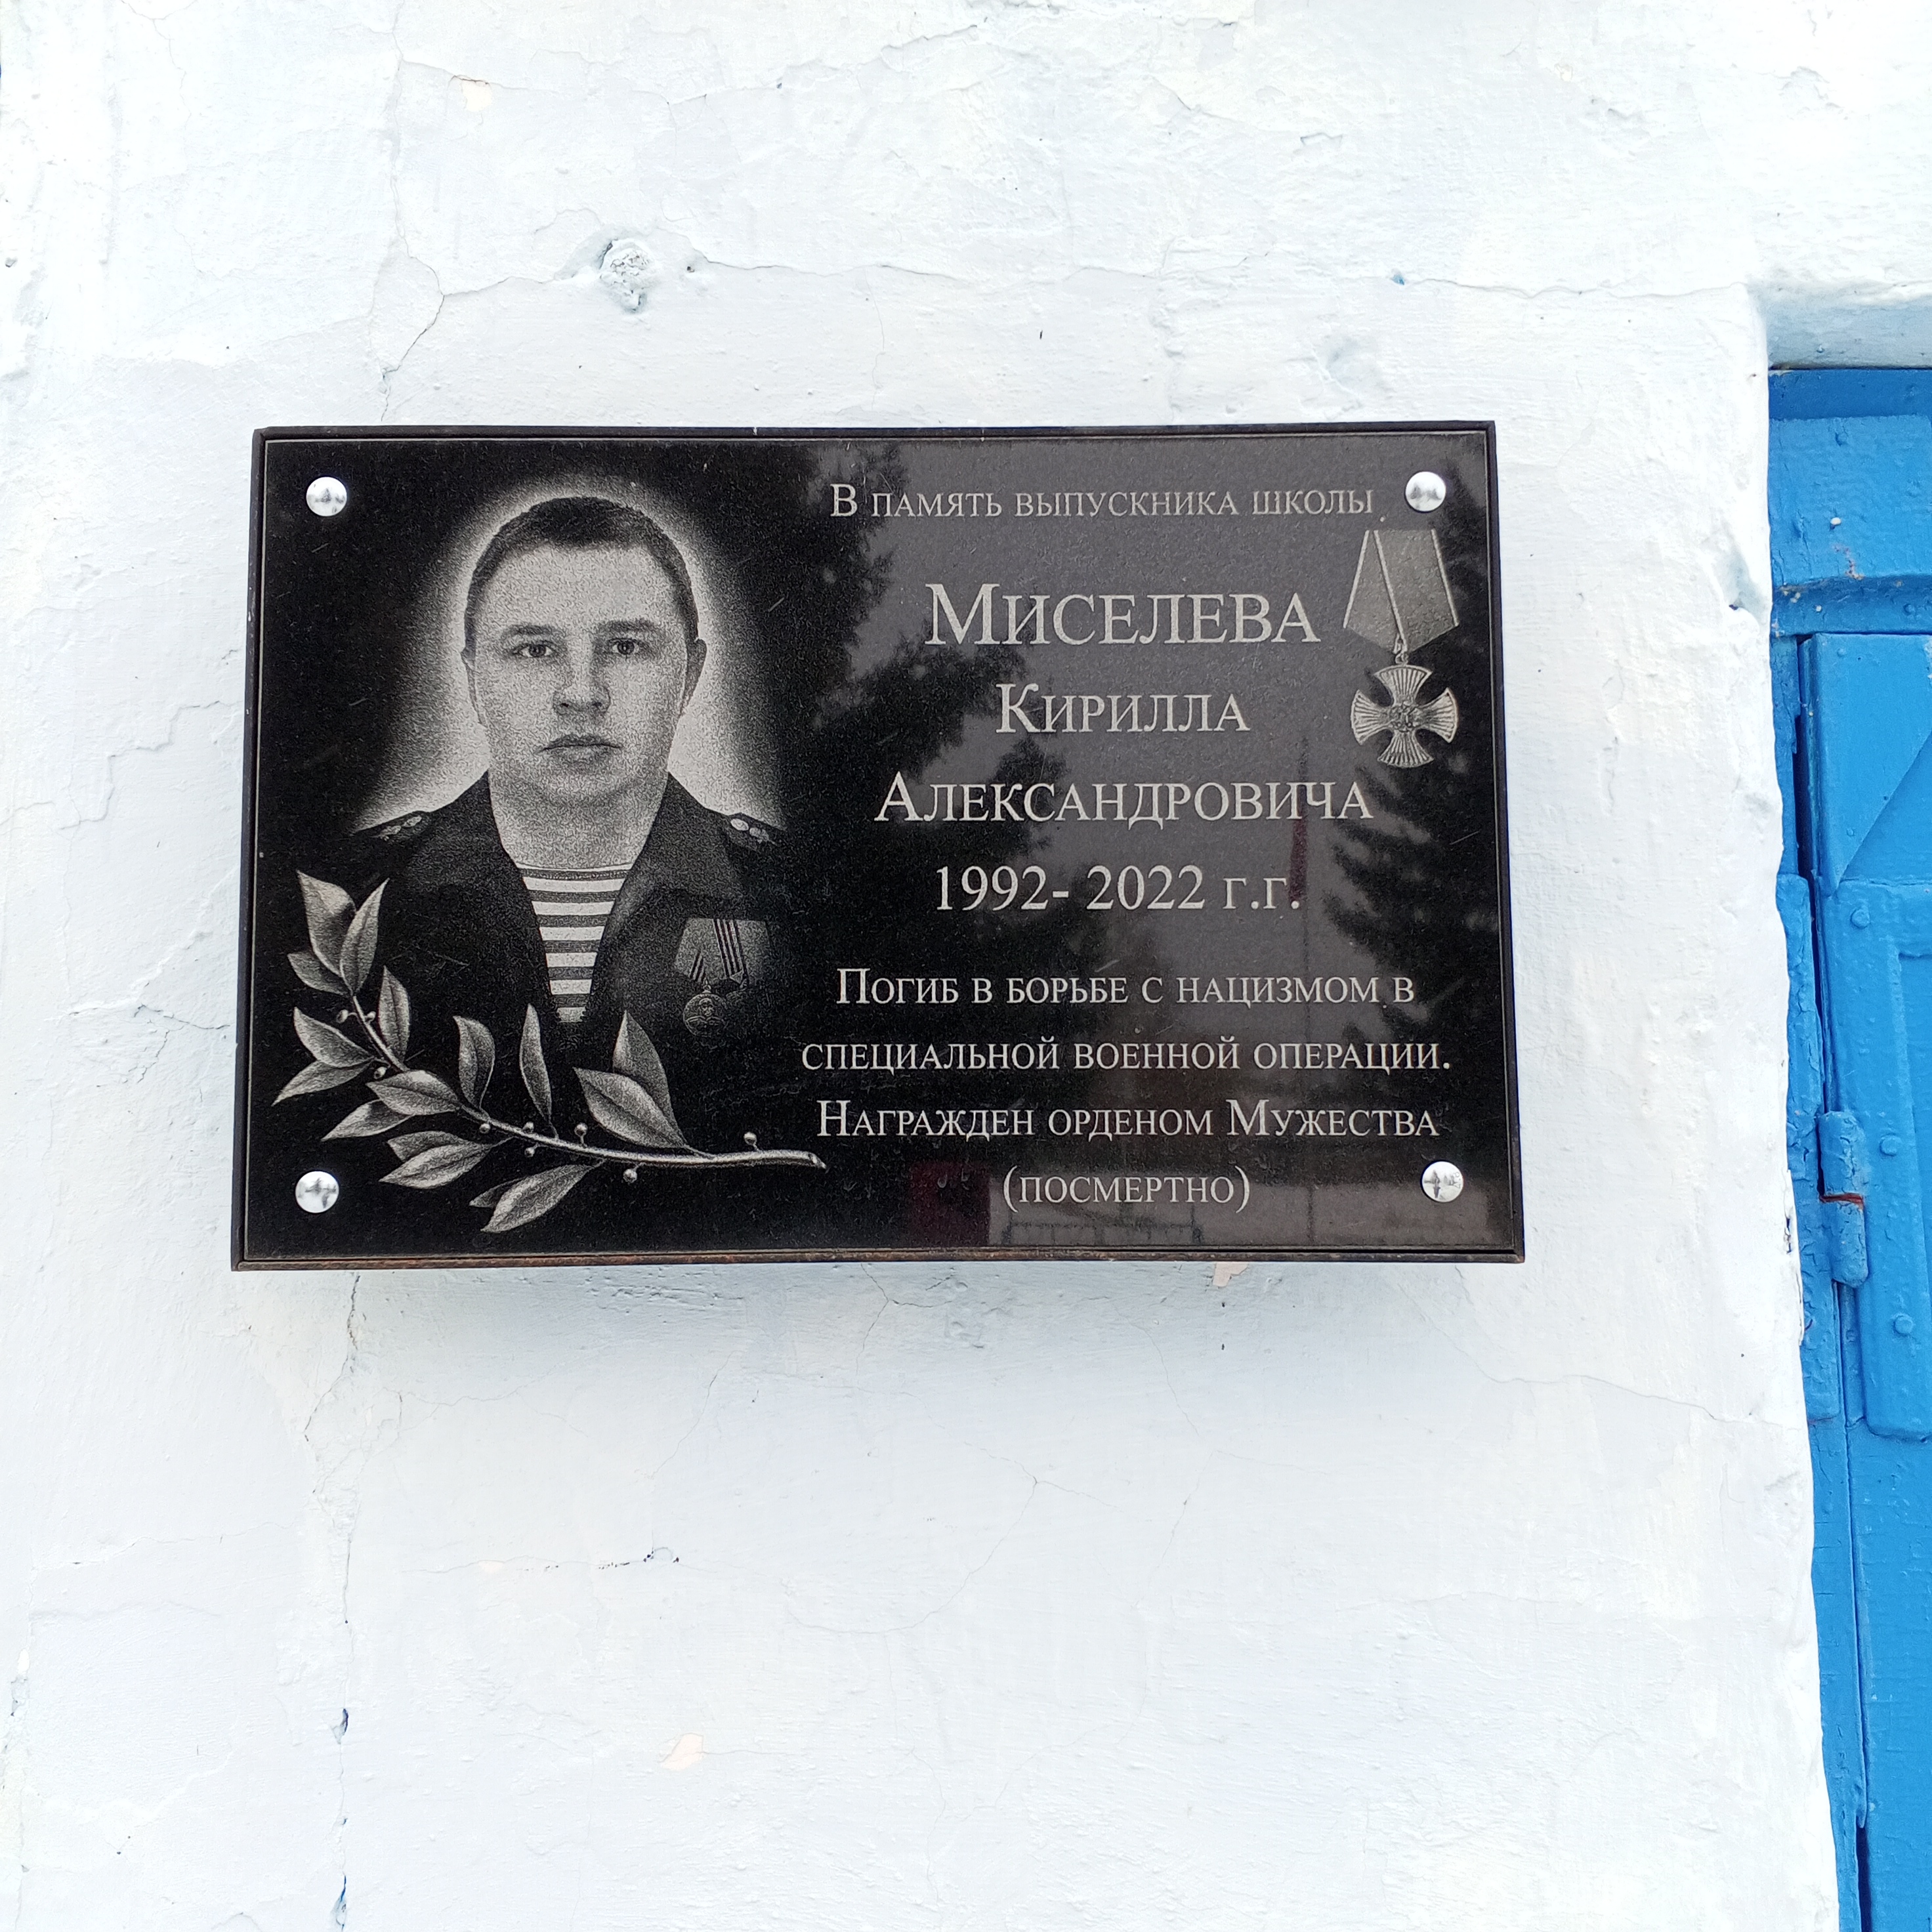 В память выпускника школы
Миселева
Кирилла
Александровича
1992- 2022 г.г.
Погиб в борьбе с нацизмом в
специальной военной операции.
Награжден орденом Мужества
(посмертно)